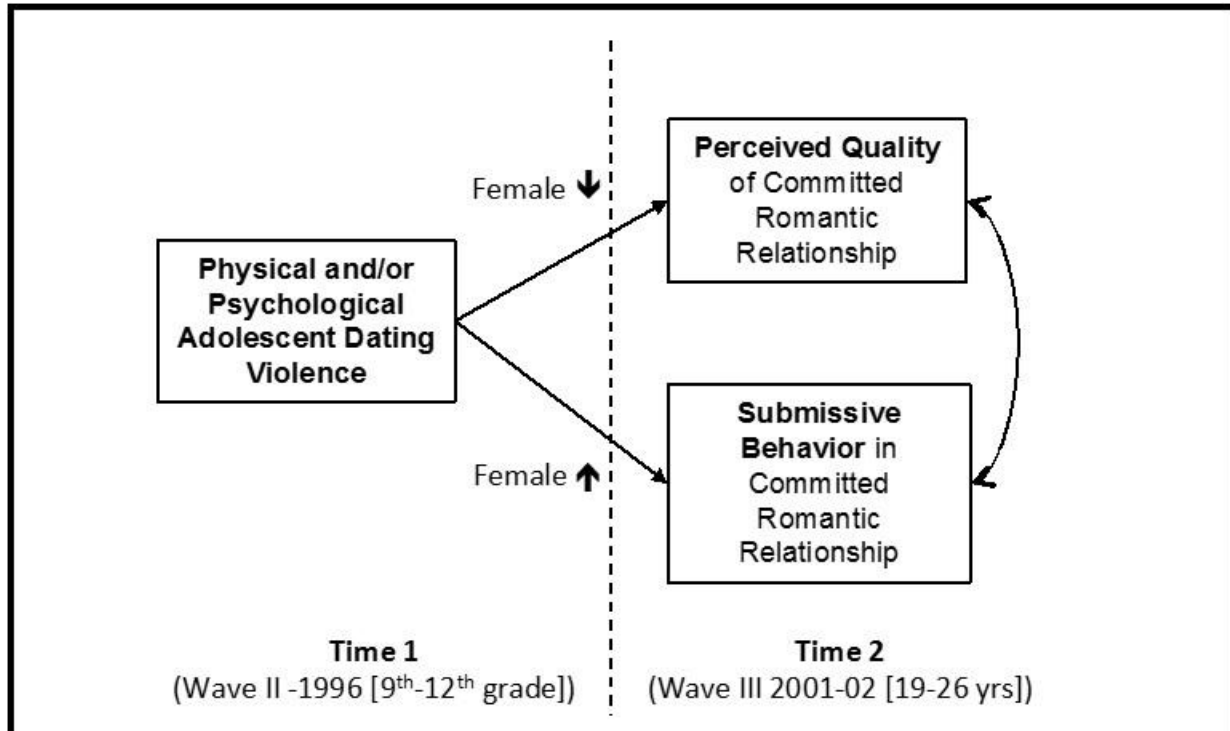 Perceived Quality
of Committed
Romantic
Relationship
Female 🡫
Physical and/or
Psychological
Adolescent Dating
Violence
Female 🡩
Submissive
Behavior in
Committed
Romantic
Relationship
Time 1
(Wave II -1996 [9th-12th grade])
Time 2
(Wave III 2001-02 [19-26 yrs])